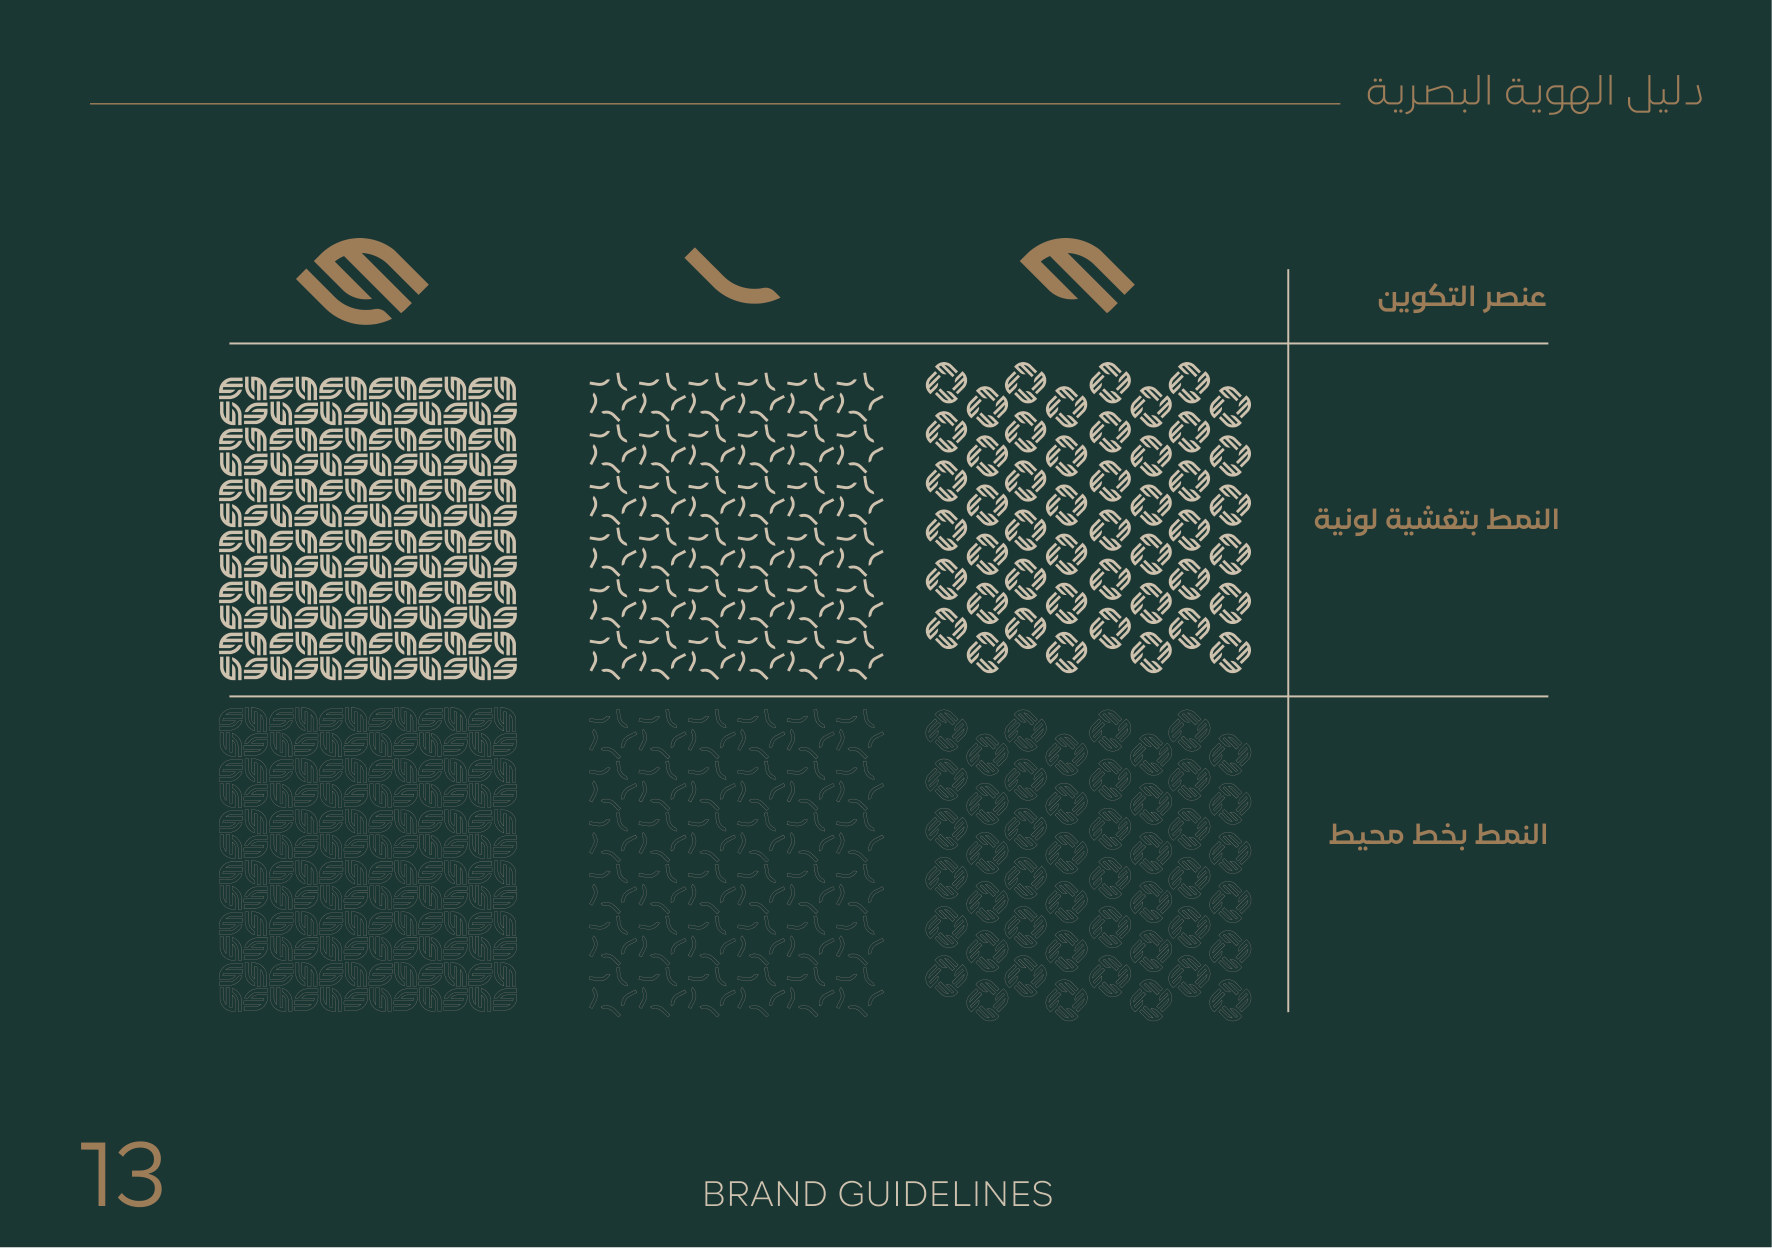 دليل الهوية البصرية
عنصر التكوين
النمط بتغشية لونية
النمط بخط محيط
13
BRAND GUIDELINES